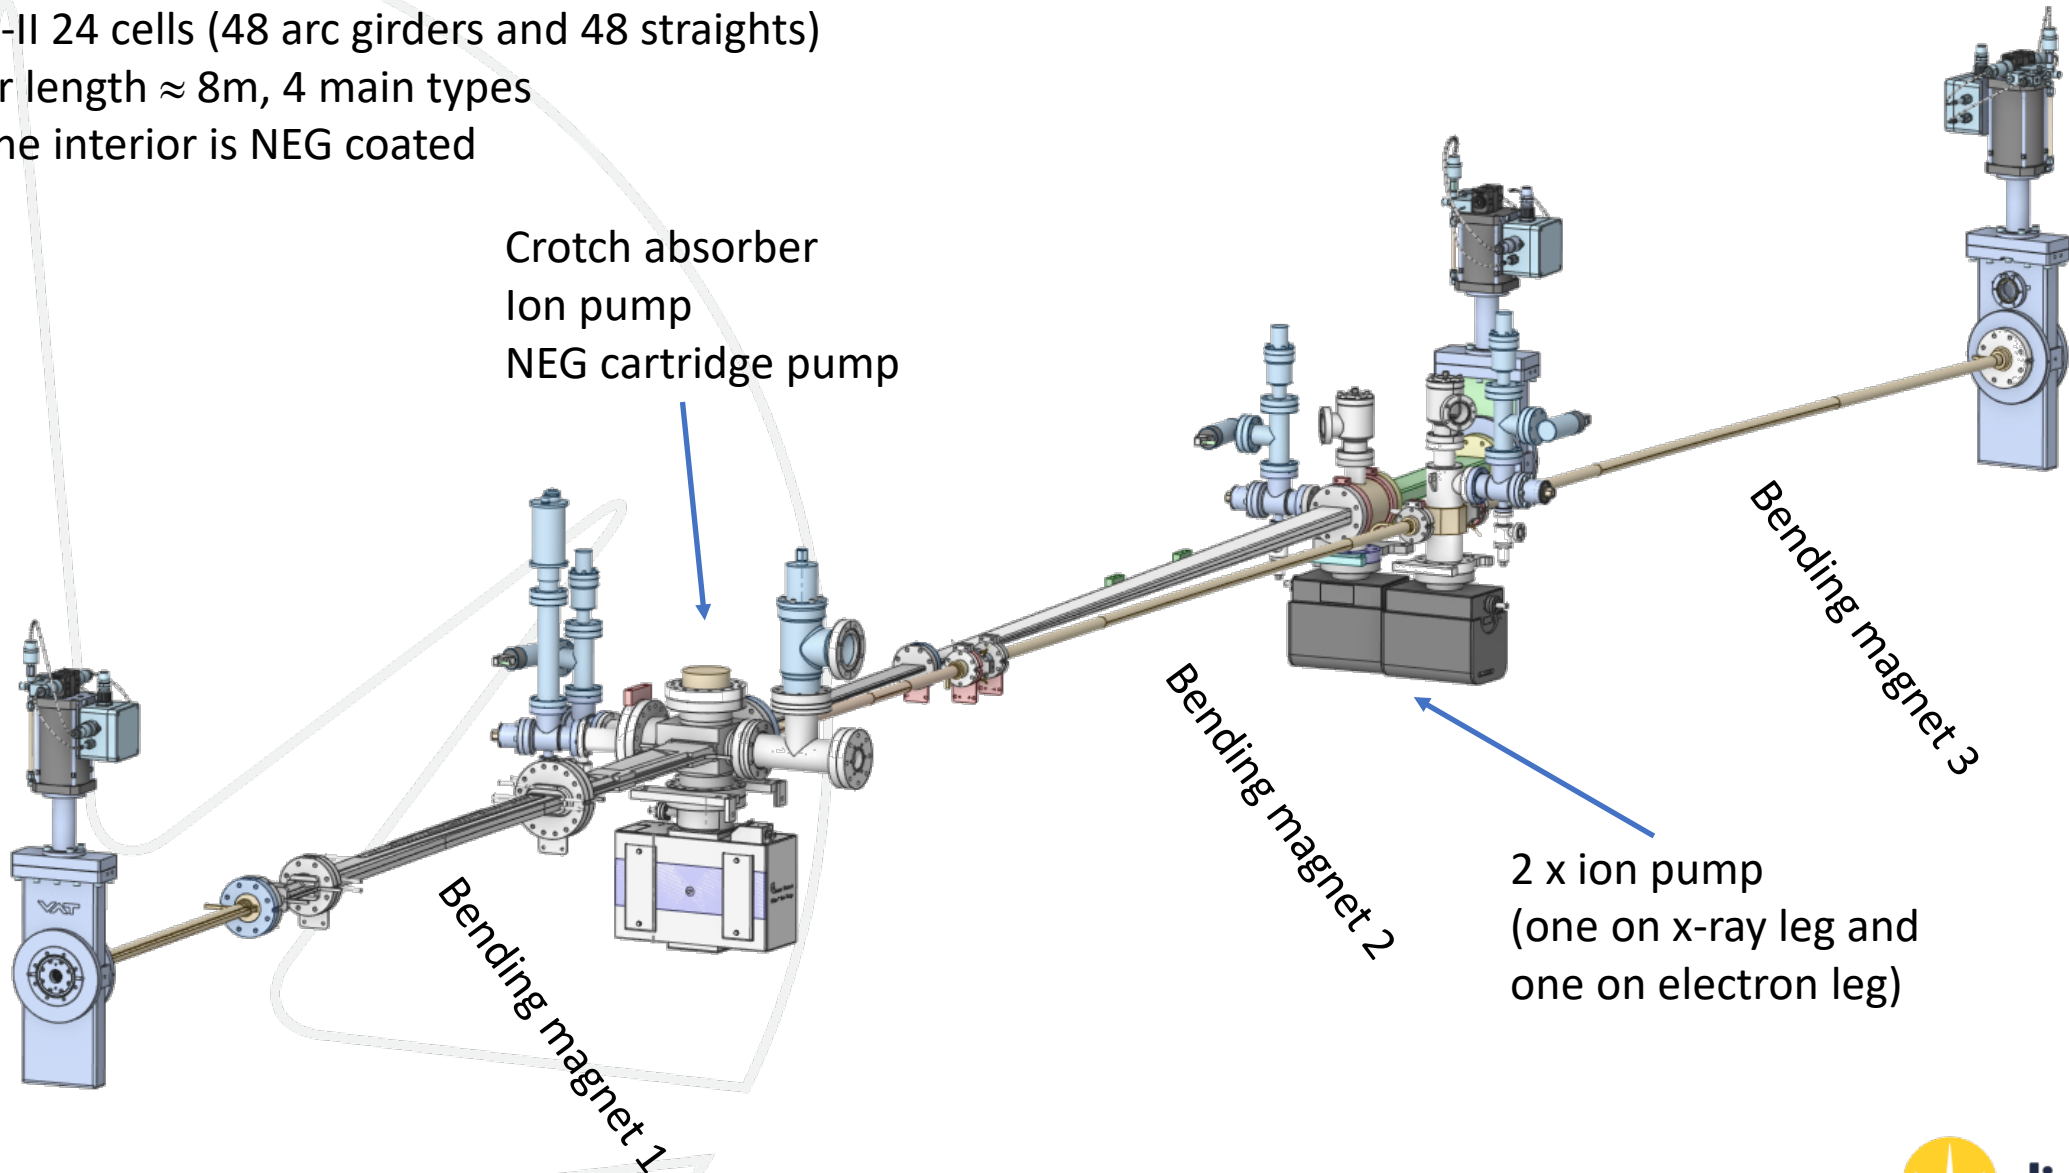 -II 24 cells (48 arc girders and 48 straights)
r length ≈ 8m, 4 main types
he interior is NEG coated
Crotch absorber
Ion pump
NEG cartridge pump
Bending magnet 3
Bending magnet 2
VAT
2 x ion pump
(one on x-ray leg and
one on electron leg)
Bending magnet 1